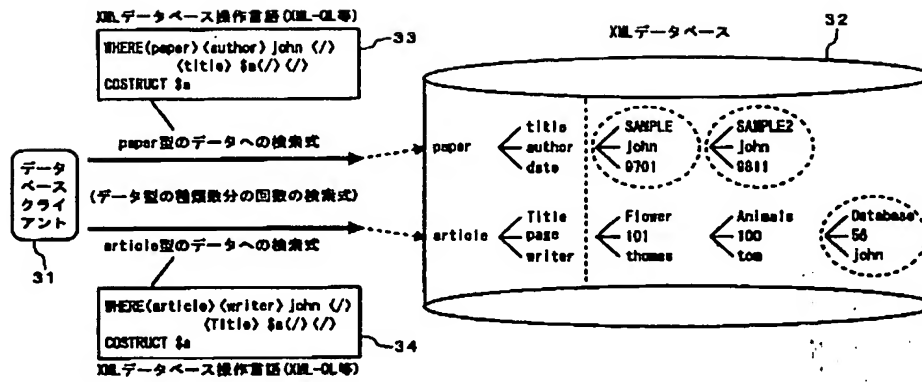 XMLデータベース操作言語(XML-QL等)
33
WHERE(paper)(author) john (/)
(title) $a(/)(/)
COSTRUCT $a
paper型のデータへの検索式
データベースクライアント
31
(データ型の種類数分の回数の検索式)
article型のデータへの検索式
WHERE(article)(writer) john (/)
(Title) $a(/)(/)
COSTRUCT $a
34
XMLデータベース操作言語(XML-QL等)
XMLデータベース
32
paper
title
author
date
SAMPLE
john
9701
SAMPLE2
john
9811
article
Title
page
writer
Flower
101
thomas
Animals
100
tom
Database
56
john